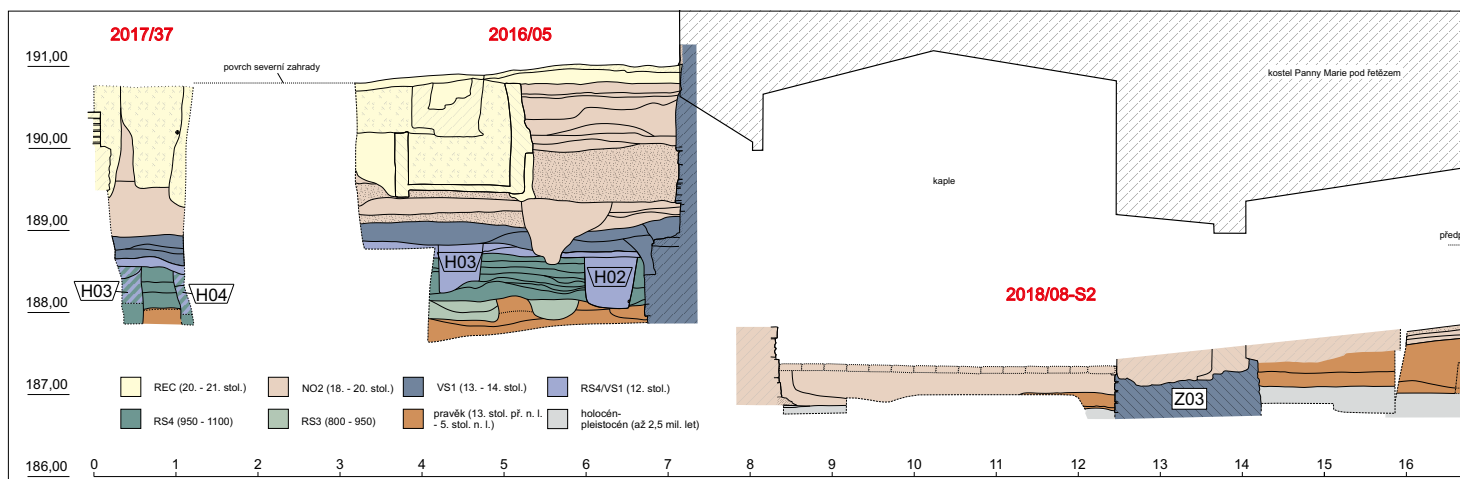 2017/37
2016/05
191,00
povrch severní zahrady
kostel Panny Marie pod řetězem
190,00
kaple
189,00
předp
H03
H02
H03
H04
188,00
2018/08-S2
187,00
REC (20. - 21. stol.)
NO2 (18. - 20. stol.)
VS1 (13. - 14. stol.)
RS4/VS1 (12. stol.)
RS4 (950 - 1100)
RS3 (800 - 950)
pravěk (13. stol. př. n. l.
- 5. stol. n. l.)
holocén-
pleistocén (až 2,5 mil. let)
Z03
186,00
0 1 2 3 4 5 6 7 8 9 10 11 12 13 14 15 16